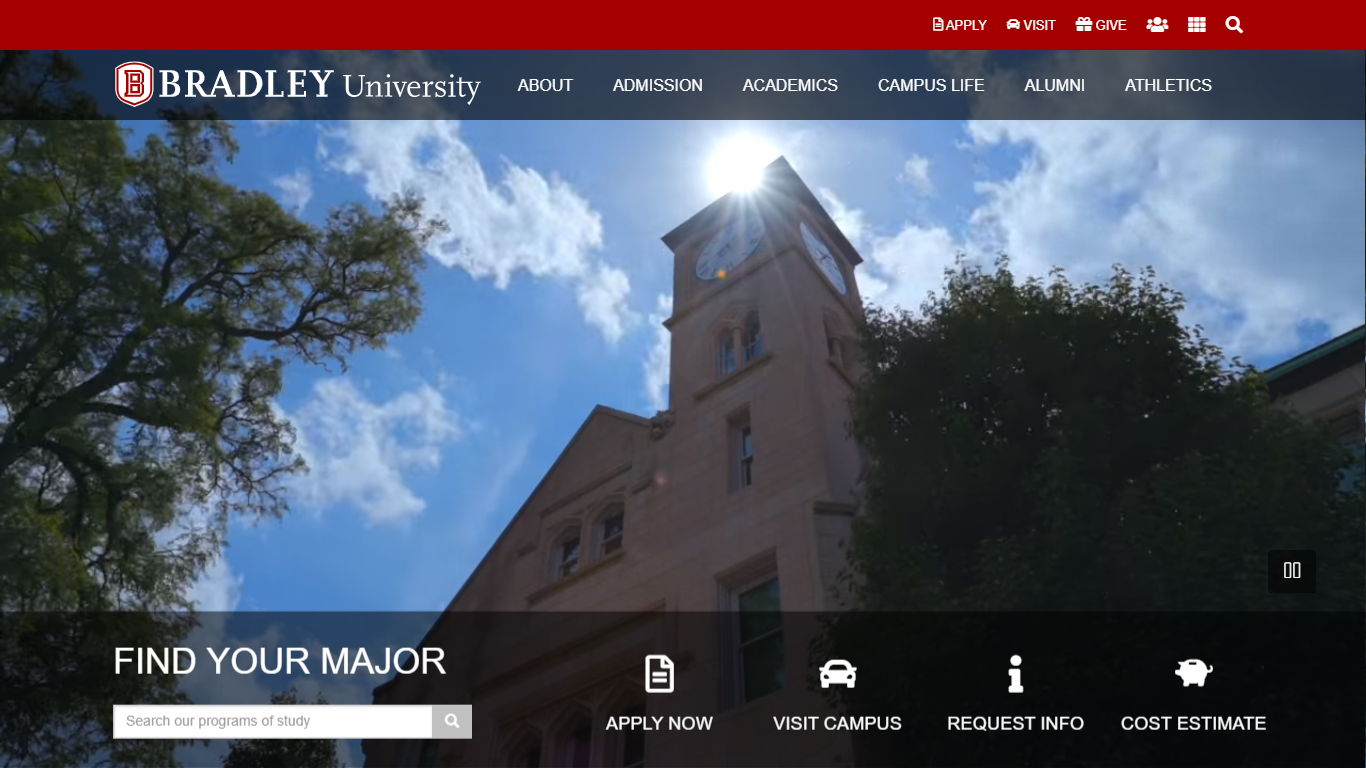 APPLY VISIT GIVE
BRADLEY University ABOUT ADMISSION ACADEMICS CAMPUS LIFE ALUMNI ATHLETICS
FIND YOUR MAJOR
Search our programs of study
APPLY NOW VISIT CAMPUS REQUEST INFO COST ESTIMATE